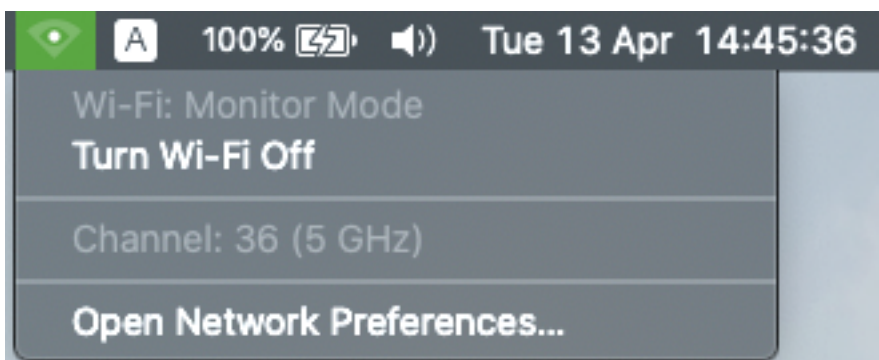 A 100% Tue 13 Apr 14:45:36
Wi-Fi: Monitor Mode
Turn Wi-Fi Off
Channel: 36 (5 GHz)
Open Network Preferences...